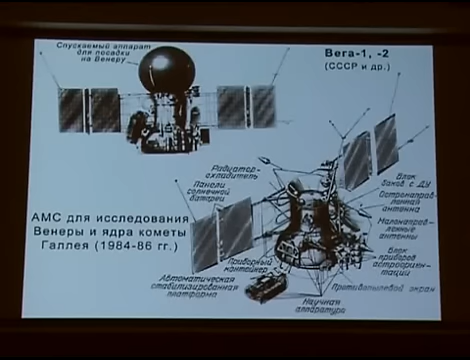 Спускаемый аппарат
для посадки
на Венеру
Вега-1, -2
(СССР и др.)
Радиатор-
охладитель
Панели
солнечной
батареи
Блок
баков с ДУ
Остронаправ-
ленная
антенна
Малонаправ-
ленные
антенны
Блок
приборов
астроориен-
тации
Противопылевой экран
Научная
аппаратура
Приборный
контейнер
Автоматическая
стабилизированная
платформа
АМС для исследования
Венеры и ядра кометы
Галлея (1984-86 гг.)